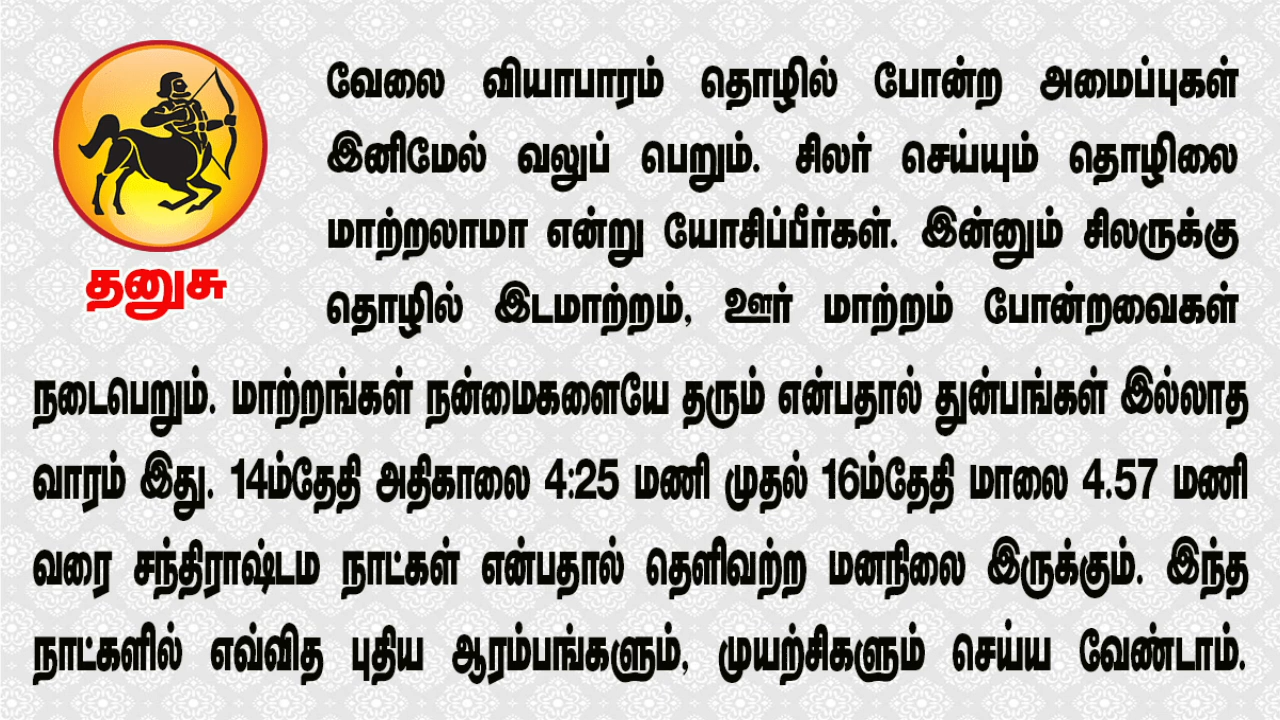 வேலை வியாபாரம் தொழில் போன்ற அமைப்புகள்
இனிமேல் வலுப் பெறும். சிலர் செய்யும் தொழிலை
மாற்றலாமா என்று யோசிப்பீர்கள். இன்னும் சிலருக்கு
தனுசு
தொழில் இடமாற்றம், ஊர் மாற்றம் போன்றவைகள்
நடைபெறும். மாற்றங்கள் நன்மைகளையே தரும் என்பதால் துன்பங்கள் இல்லாத
வாரம் இது. 14ம்தேதி அதிகாலை 4:25 மணி முதல் 16ம்தேதி மாலை 4.57 மணி
வரை சந்திராஷ்டம நாட்கள் என்பதால் தெளிவற்ற மனநிலை இருக்கும். இந்த
நாட்களில் எவ்வித புதிய ஆரம்பங்களும், முயற்சிகளும் செய்ய வேண்டாம்.